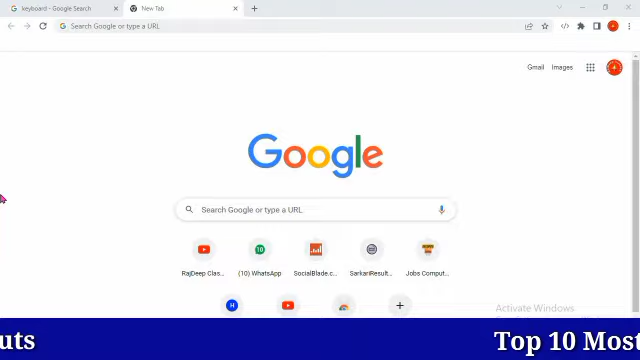 keyboard - Google Search
New Tab
Search Google or type a URL
Gmail Images
Google
Search Google or type a URL
RajDeep Clas... (10) WhatsApp SocialBlade.c... SarkariResult... Jobs Comput...
10
H
Activate Windows
uts Top 10 Most